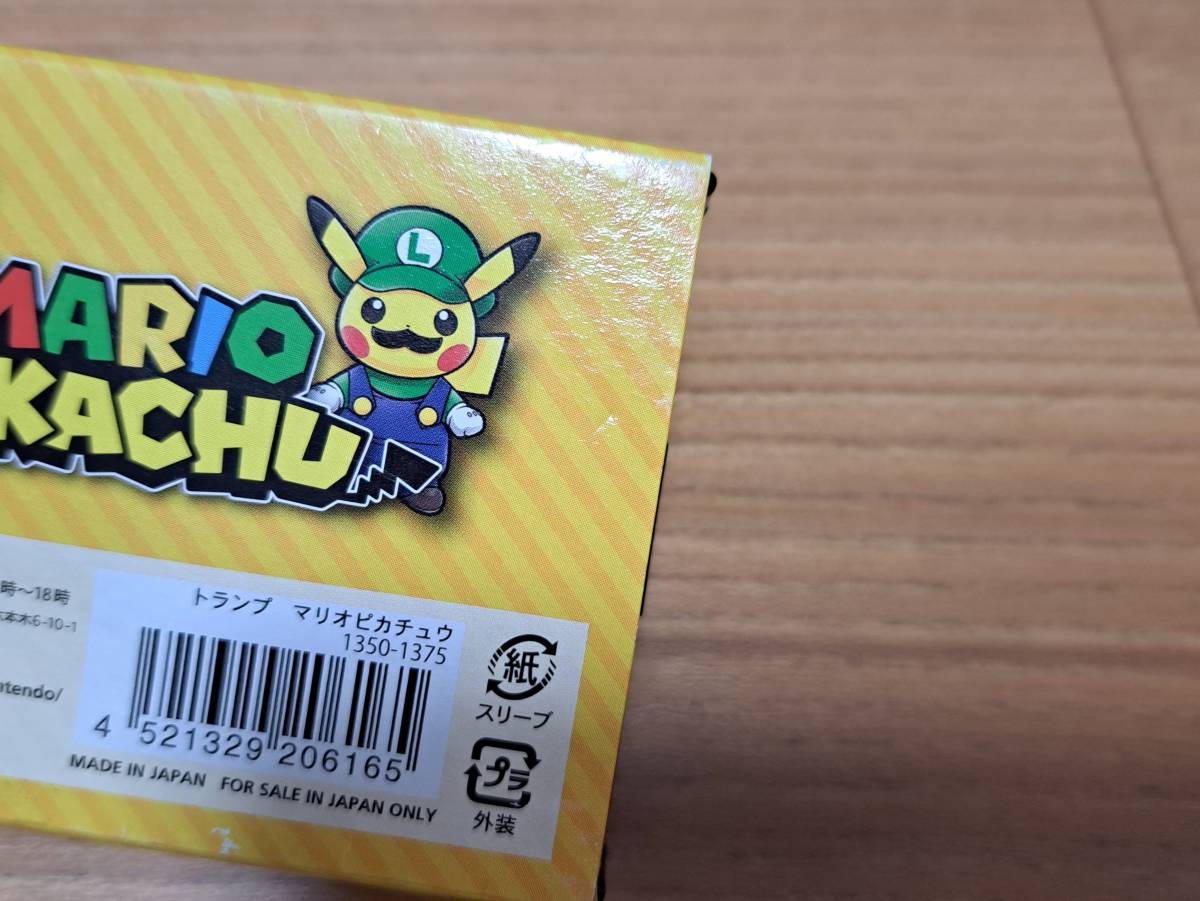 L
MARIO
KACHU
時～18時
本木6-10-1
ntendo/
トランプ マリオピカチュウ
1350-1375
4 521329 206165
MADE IN JAPAN FOR SALE IN JAPAN ONLY
紙
スリーブ
プラ
外装